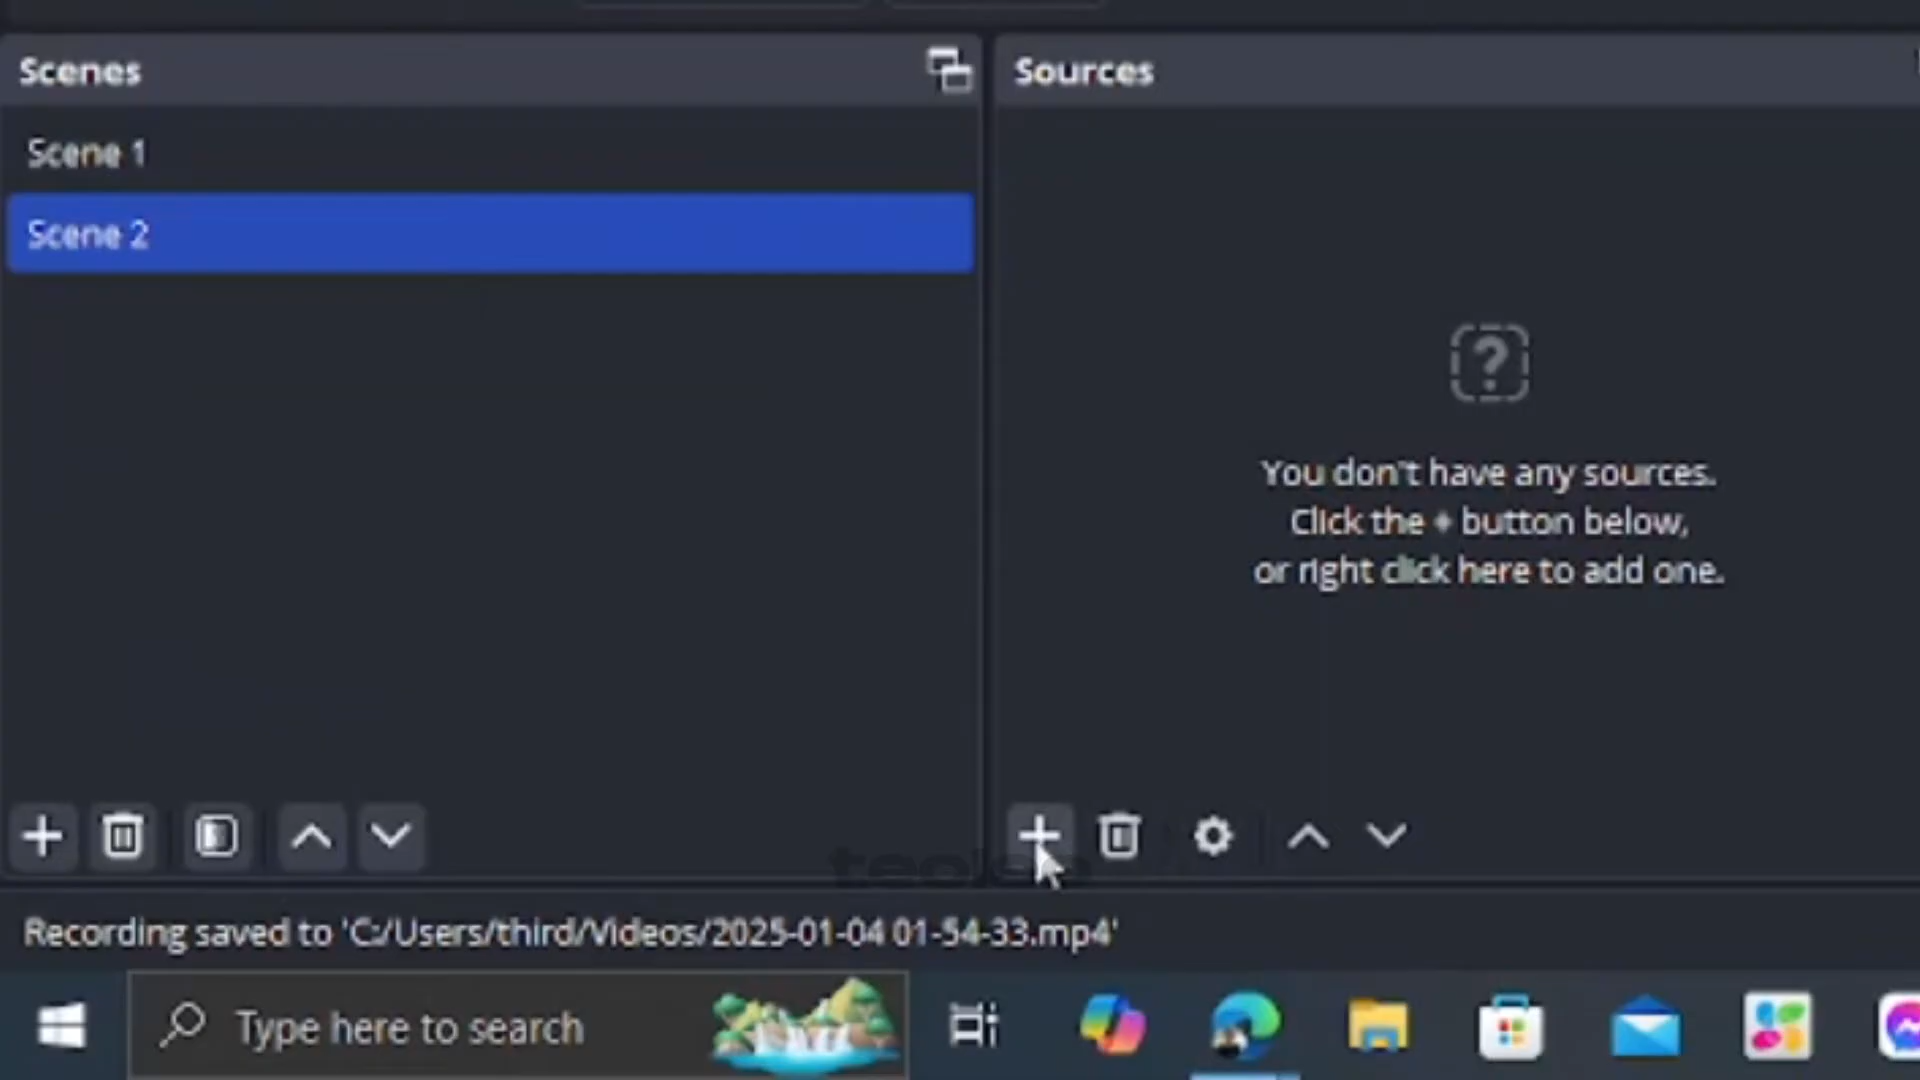 Scenes
Sources
Scene 1
Scene 2
You don't have any sources.
Click the + button below,
or right click here to add one.
Recording saved to 'C:/Users/third/Videos/2025-01-04 01-54-33.mp4'
Type here to search